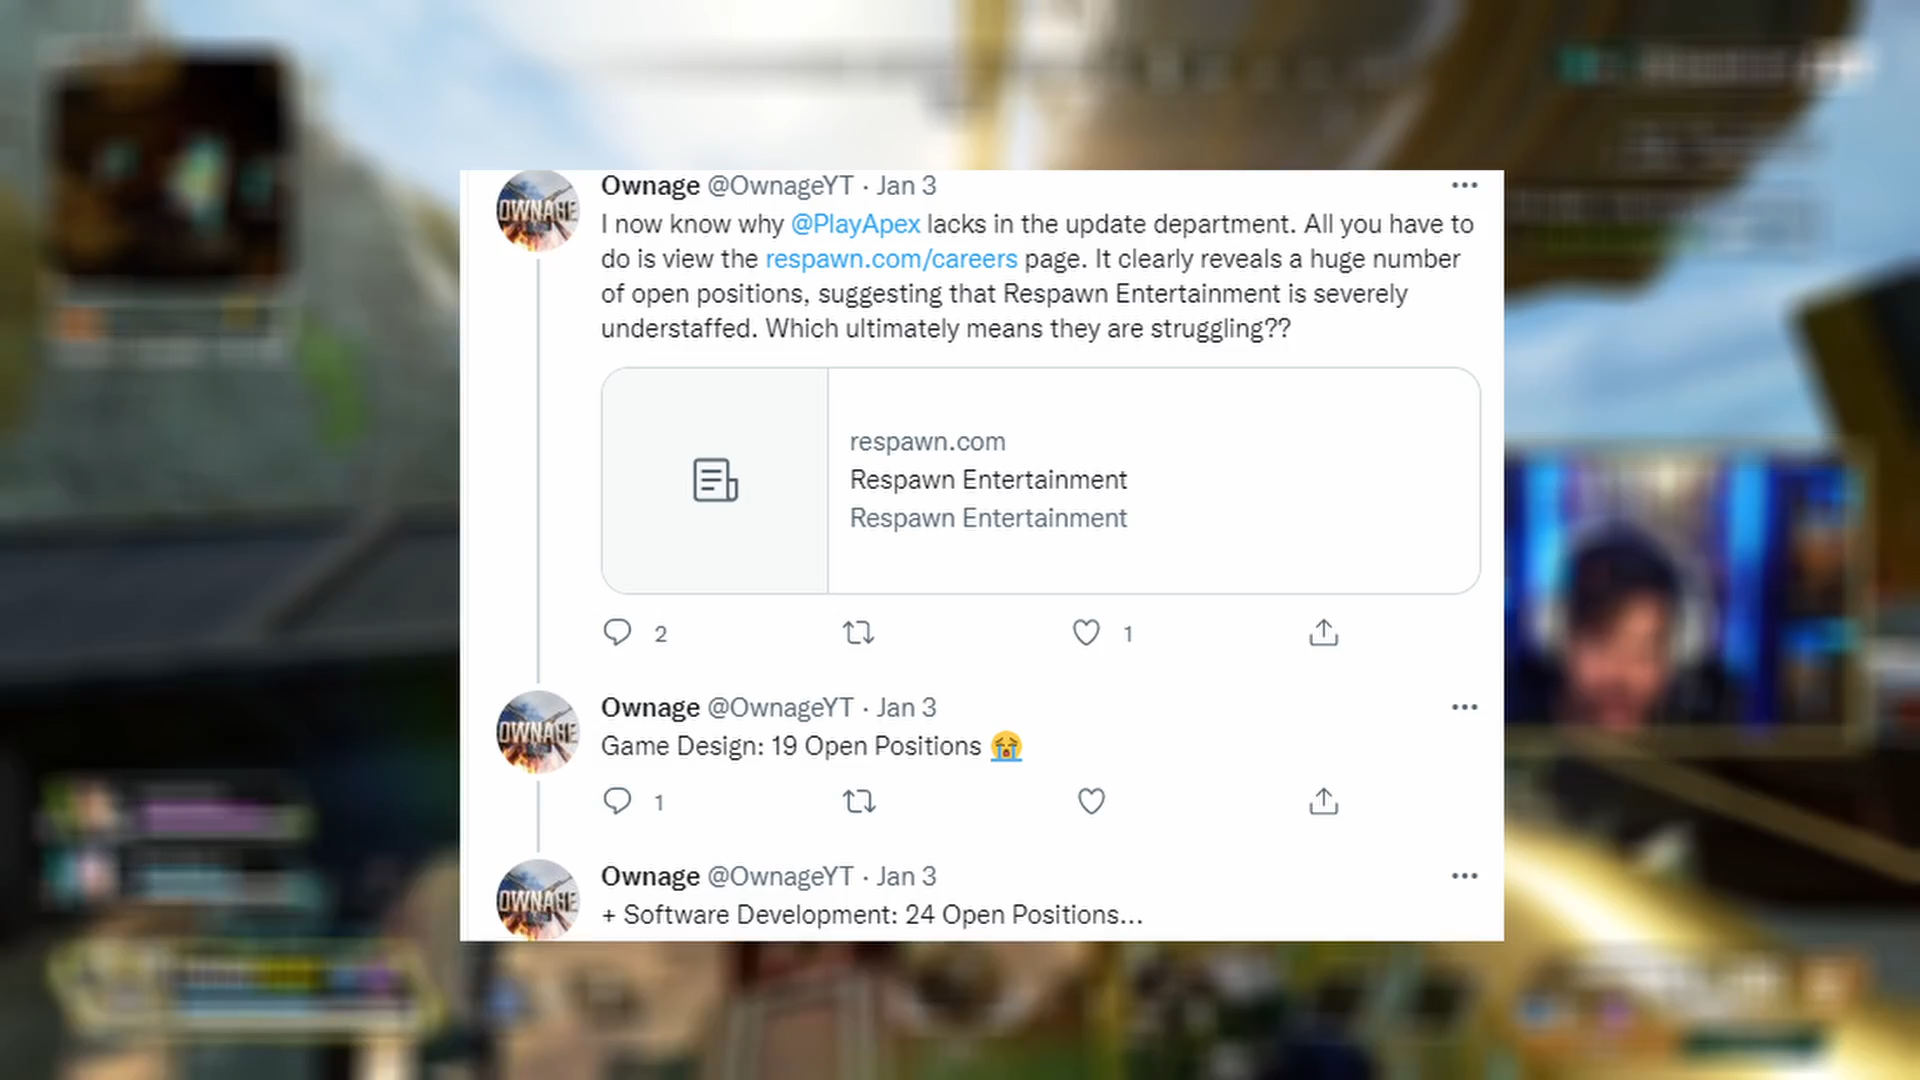 Ownage @OwnageYT · Jan 3
I now know why @PlayApex lacks in the update department. All you have to
do is view the respawn.com/careers page. It clearly reveals a huge number
of open positions, suggesting that Respawn Entertainment is severely
understaffed. Which ultimately means they are struggling??
respawn.com
Respawn Entertainment
Respawn Entertainment
2 1
OWNAGE
Ownage @OwnageYT · Jan 3
Game Design: 19 Open Positions 😭
1
OWNAGE
Ownage @OwnageYT · Jan 3
+ Software Development: 24 Open Positions...
OWNAGE